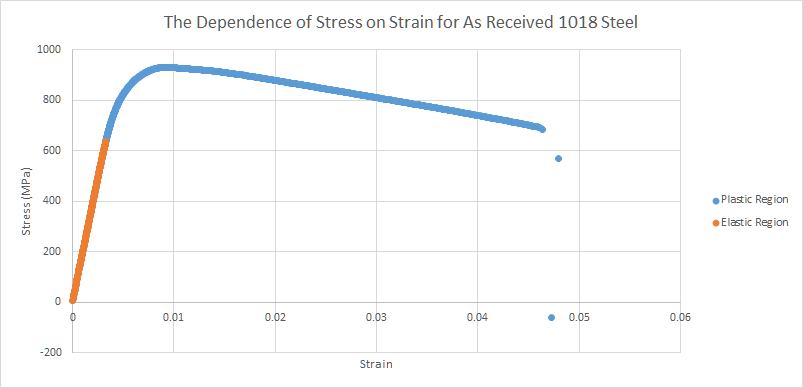 The Dependence of Stress on Strain for As Received 1018 Steel
1000
800
600
400
200
0
-200
0 0.01 0.02 0.03 0.04 0.05 0.06
Stress (MPa)
Strain
Plastic Region
Elastic Region